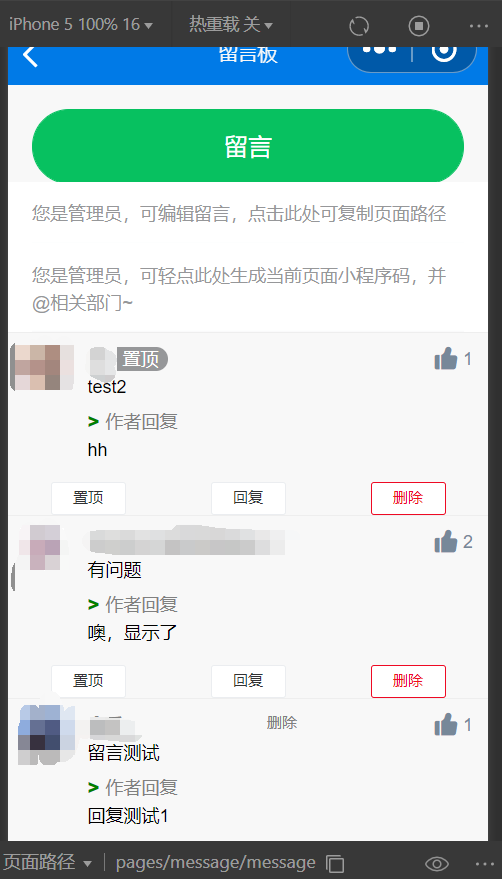 iPhone 5 100% 16 热重载 关
留言板
留言
您是管理员，可编辑留言，点击此处可复制页面路径
您是管理员，可轻点此处生成当前页面小程序码，并
@相关部门~
置顶 1
test2
> 作者回复
hh
置顶 回复 删除
2
有问题
> 作者回复
噢，显示了
置顶 回复 删除
删除 1
留言测试
> 作者回复
回复测试1
页面路径 pages/message/message